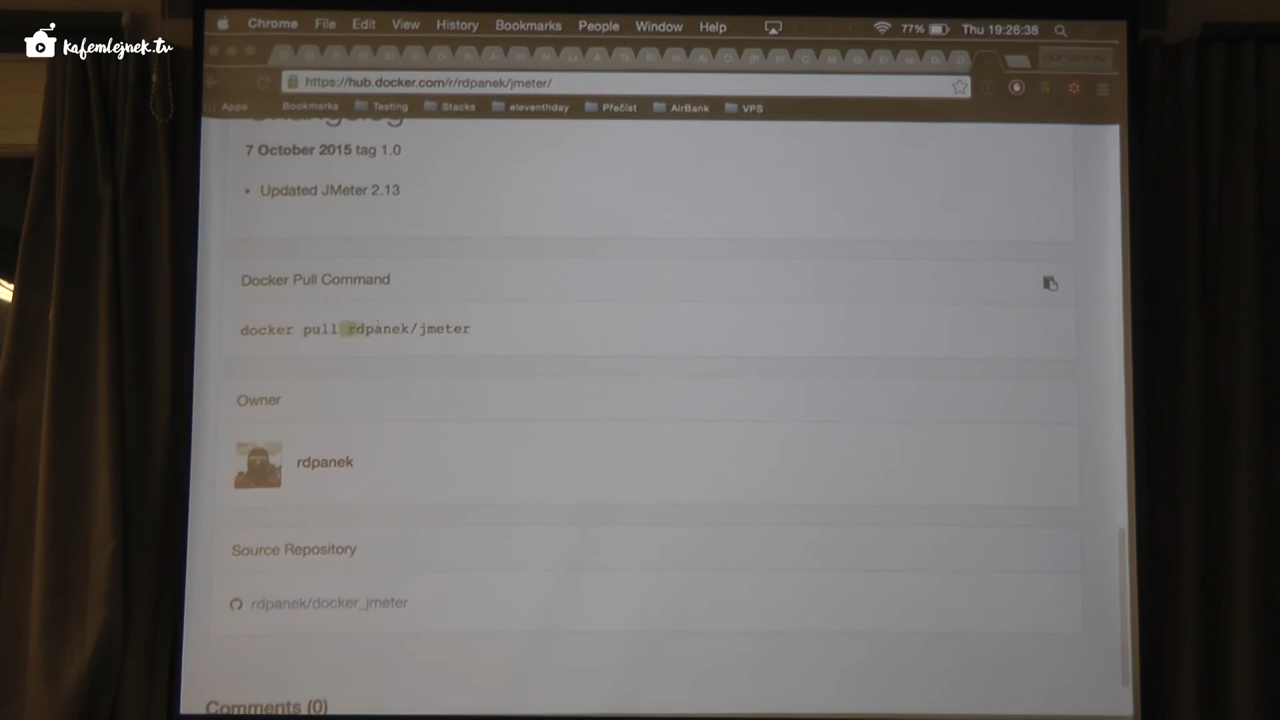 kafemlejnek.tv
Chrome File Edit View History Bookmarks People Window Help 77% Thu 19:26:38
https://hub.docker.com/r/rdpanek/jmeter/
Apps Bookmarks Testing Stacks eleventhday Přečíst AirBank VPS
Changelog
7 October 2015 tag 1.0
• Updated JMeter 2.13
Docker Pull Command
docker pull rdpanek/jmeter
Owner
rdpanek
Source Repository
rdpanek/docker_jmeter
Comments (0)